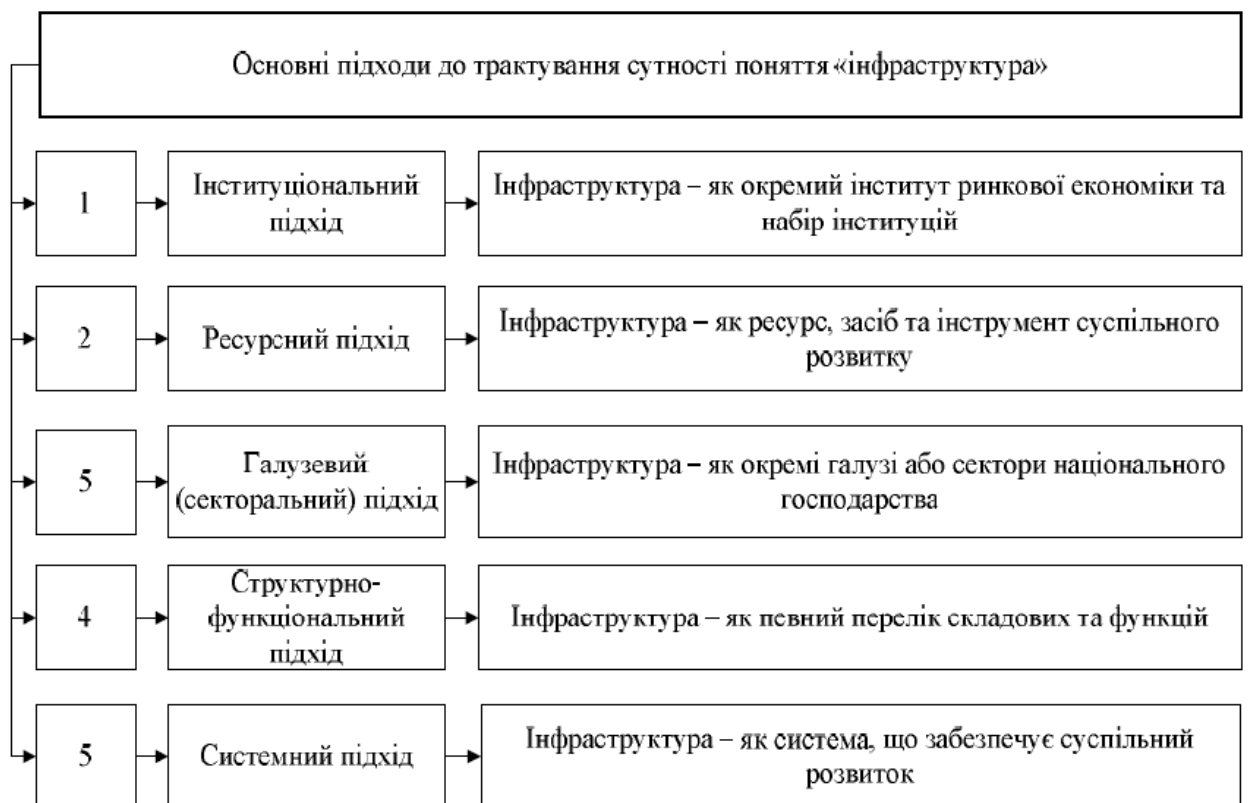 Основні підходи до трактування сутності поняття «інфраструктура»
1
Інституціональний
підхід
Інфраструктура – як окремий інститут ринкової економіки та
набір інституцій
2
Ресурсний підхід
Інфраструктура – як ресурс, засіб та інструмент суспільного
розвитку
5
Галузевий
(секторальний) підхід
Інфраструктура – як окремі галузі або сектори національного
господарства
4
Структурно-
функціональний
підхід
Інфраструктура – як певний перелік складових та функцій
5
Системний підхід
Інфраструктура – як система, що забезпечує суспільний
розвиток